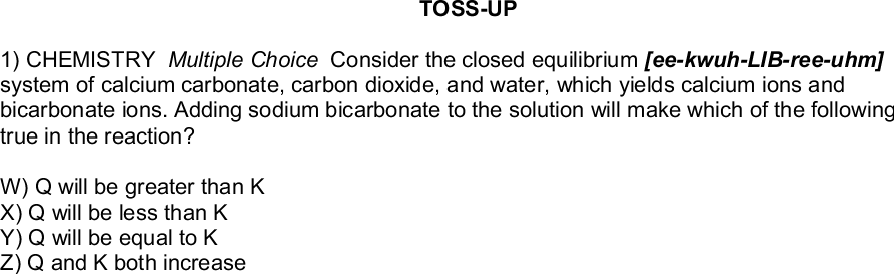 TOSS-UP
1) CHEMISTRY Multiple Choice Consider the closed equilibrium [ee-kwuh-LIB-ree-uhm]
system of calcium carbonate, carbon dioxide, and water, which yields calcium ions and
bicarbonate ions. Adding sodium bicarbonate to the solution will make which of the following
true in the reaction?
W) Q will be greater than K
X) Q will be less than K
Y) Q will be equal to K
Z) Q and K both increase